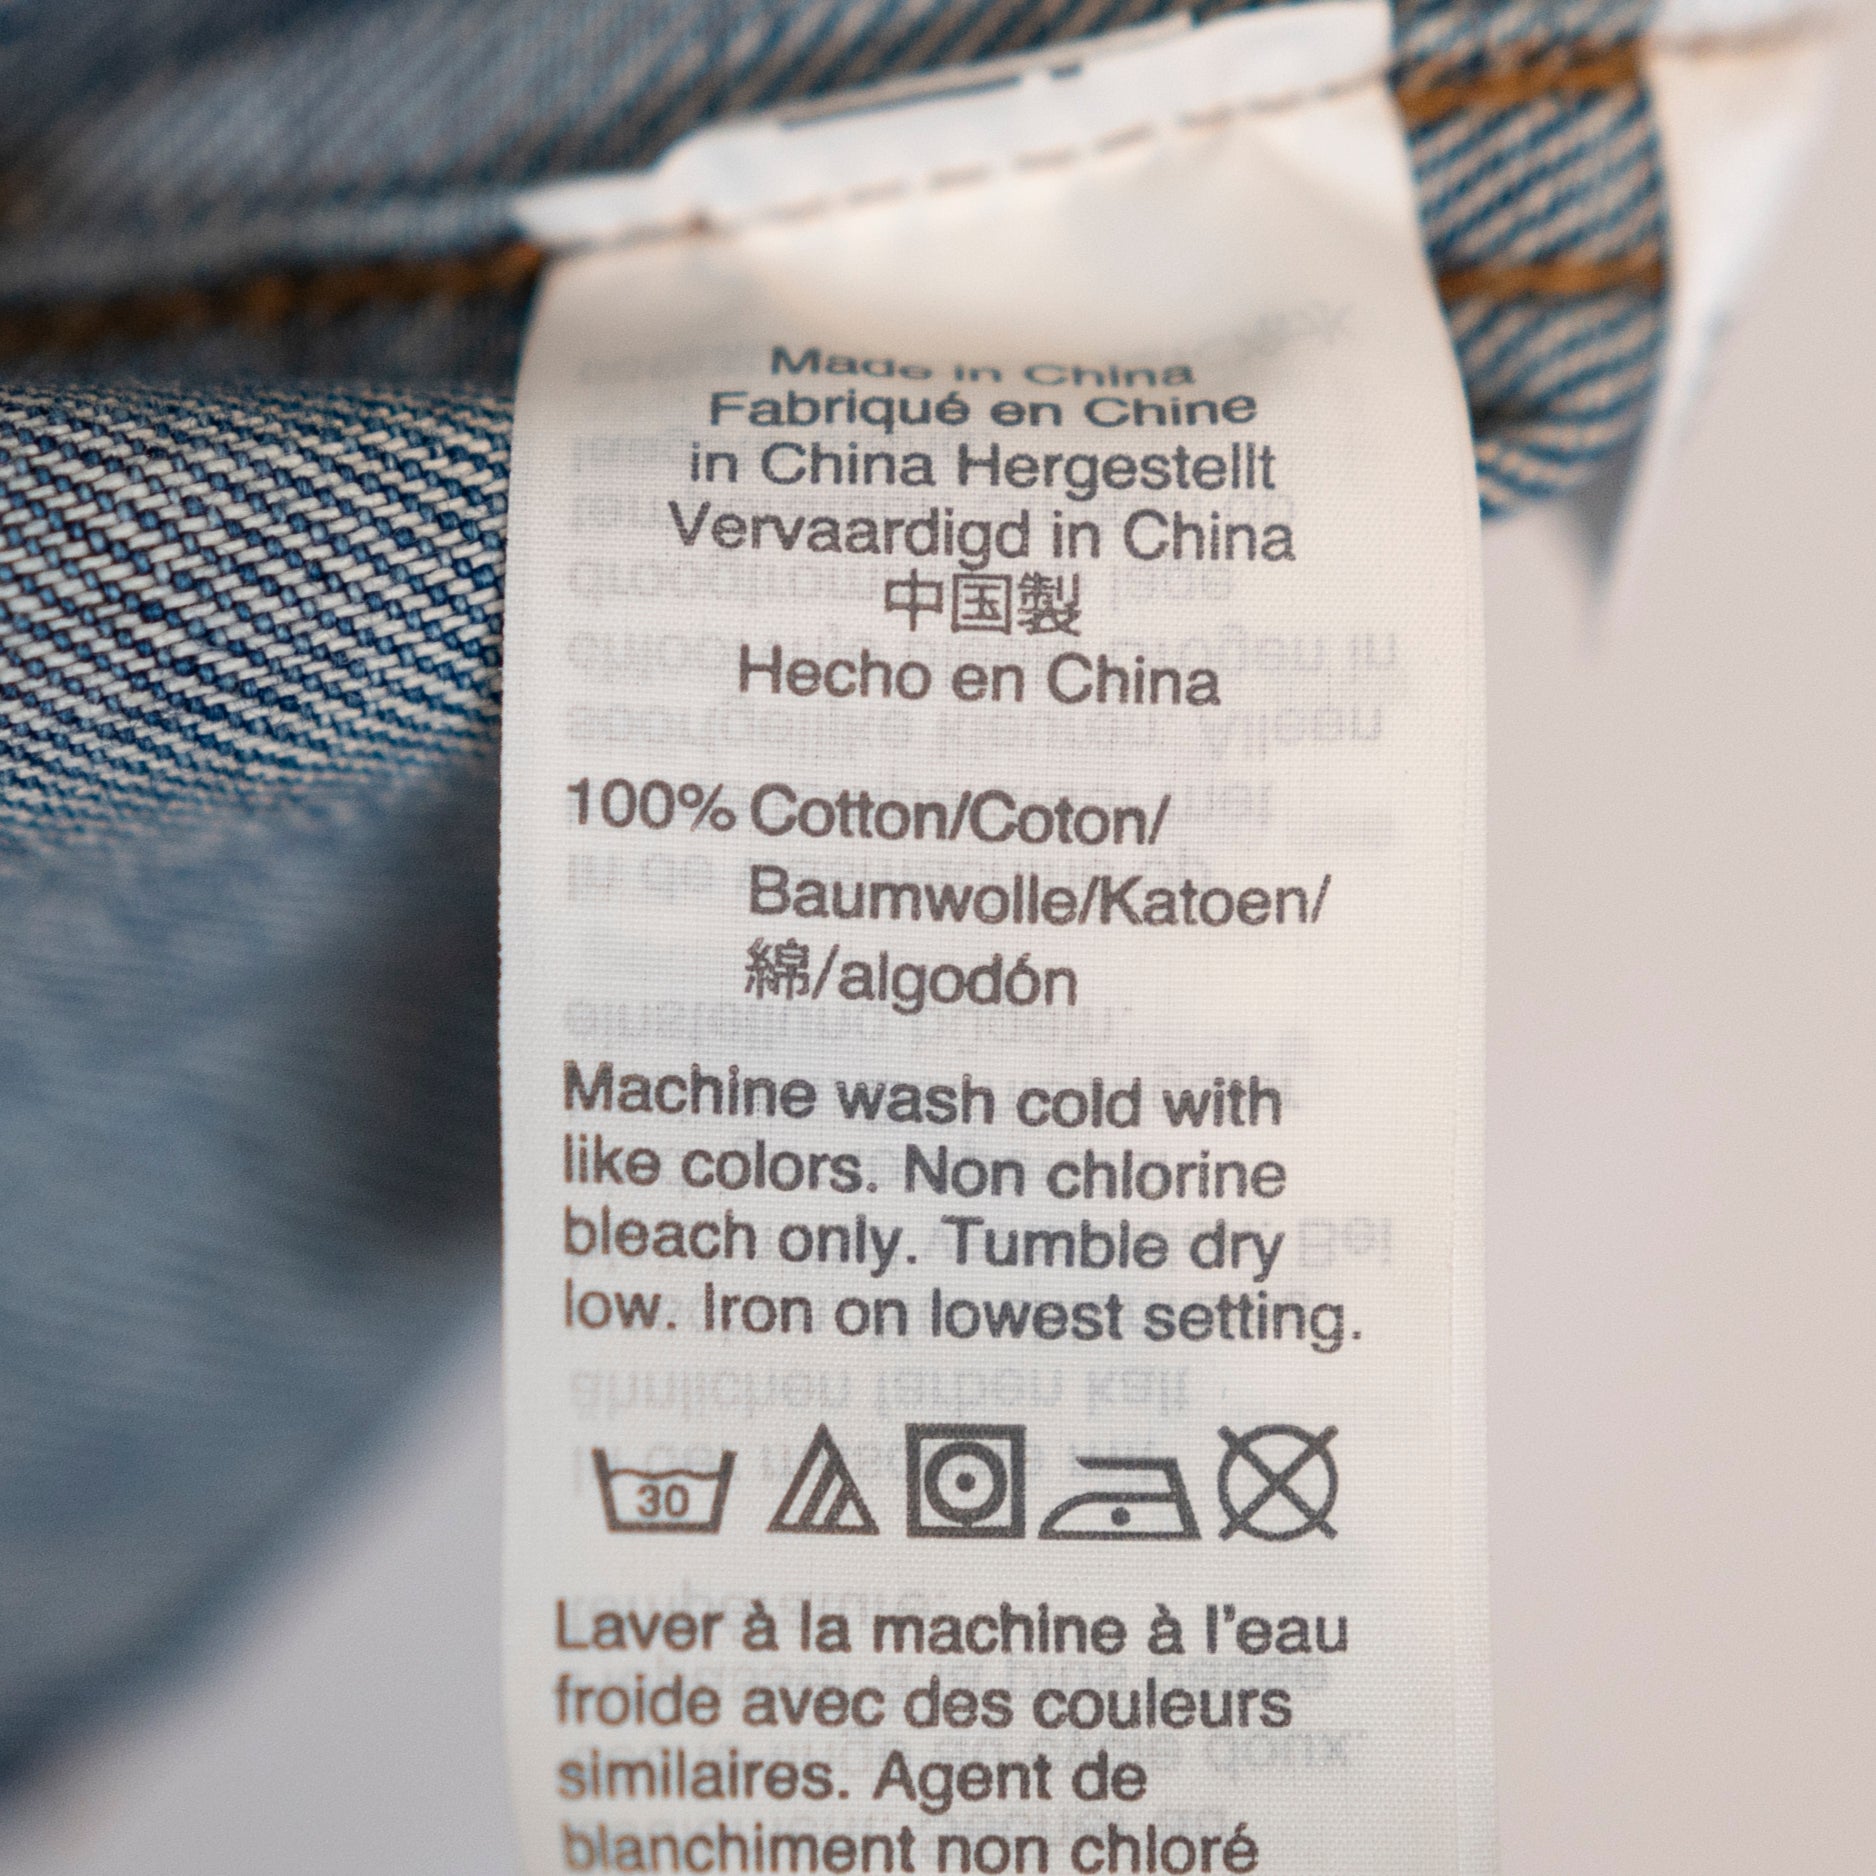 Made in China
Fabriqué en Chine
in China Hergestellt
Vervaardigd in China
中国製
Hecho en China
100% Cotton/Coton/
Baumwolle/Katoen/
綿/algodón
Machine wash cold with
like colors. Non chlorine
bleach only. Tumble dry
low. Iron on lowest setting.
30
Laver à la machine à l'eau
froide avec des couleurs
similaires. Agent de
blanchiment non chloré